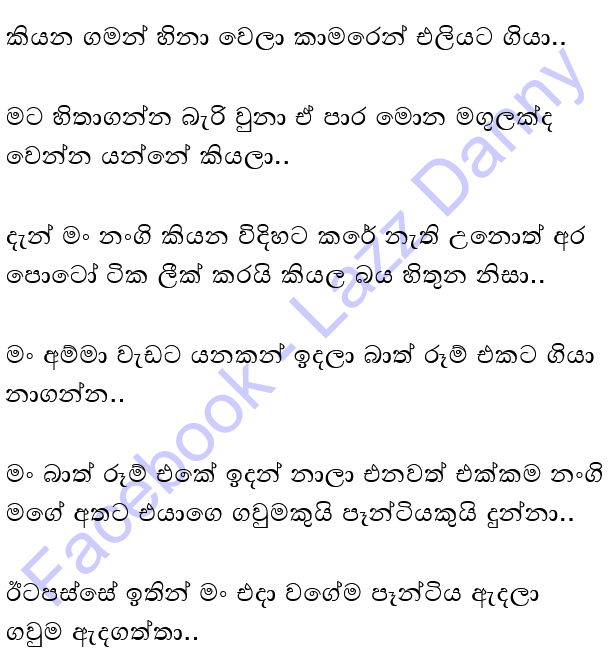 කියන ගමන් හිනා වෙලා කාමරෙන් එලියට ගියා..
මට හිතාගන්න බැරි වුනා ඒ පාර මොන මගුලක්ද
වෙන්න යන්නේ කියලා..
දැන් මං නංගි කියන විදිහට කරේ නැති උනොත් අර
පොටෝ ටික ලීක් කරයි කියල බය හිතුන නිසා..
මං අම්මා වැඩට යනකන් ඉදලා බාත් රූම් එකට ගියා
නාගන්න..
මං බාත් රූම් එකේ ඉදන් නාලා එනවත් එක්කම නංගි
මගේ අතට එයාගෙ ගවුමකුයි පෑන්ටියකුයි දුන්නා..
ඊටපස්සේ ඉතින් මං එදා වගේම පෑන්ටිය ඇදලා
ගවුම ඇදගත්තා..
Facebook - Lazz Danny